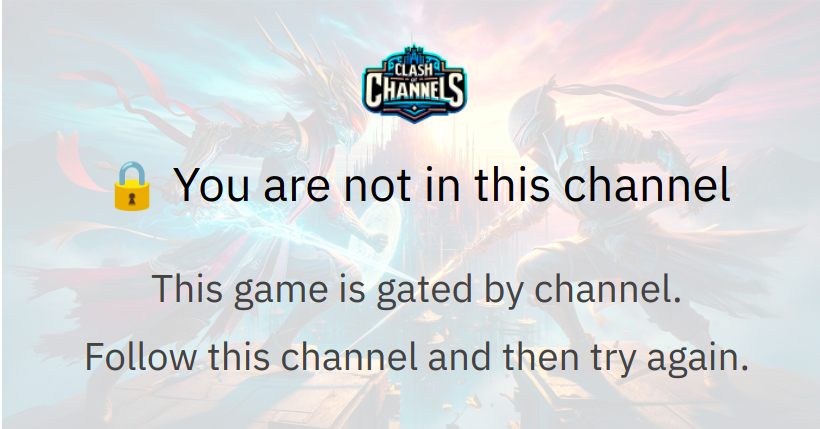 CLASH
OF
CHANNELS
🔒 You are not in this channel
This game is gated by channel.
Follow this channel and then try again.